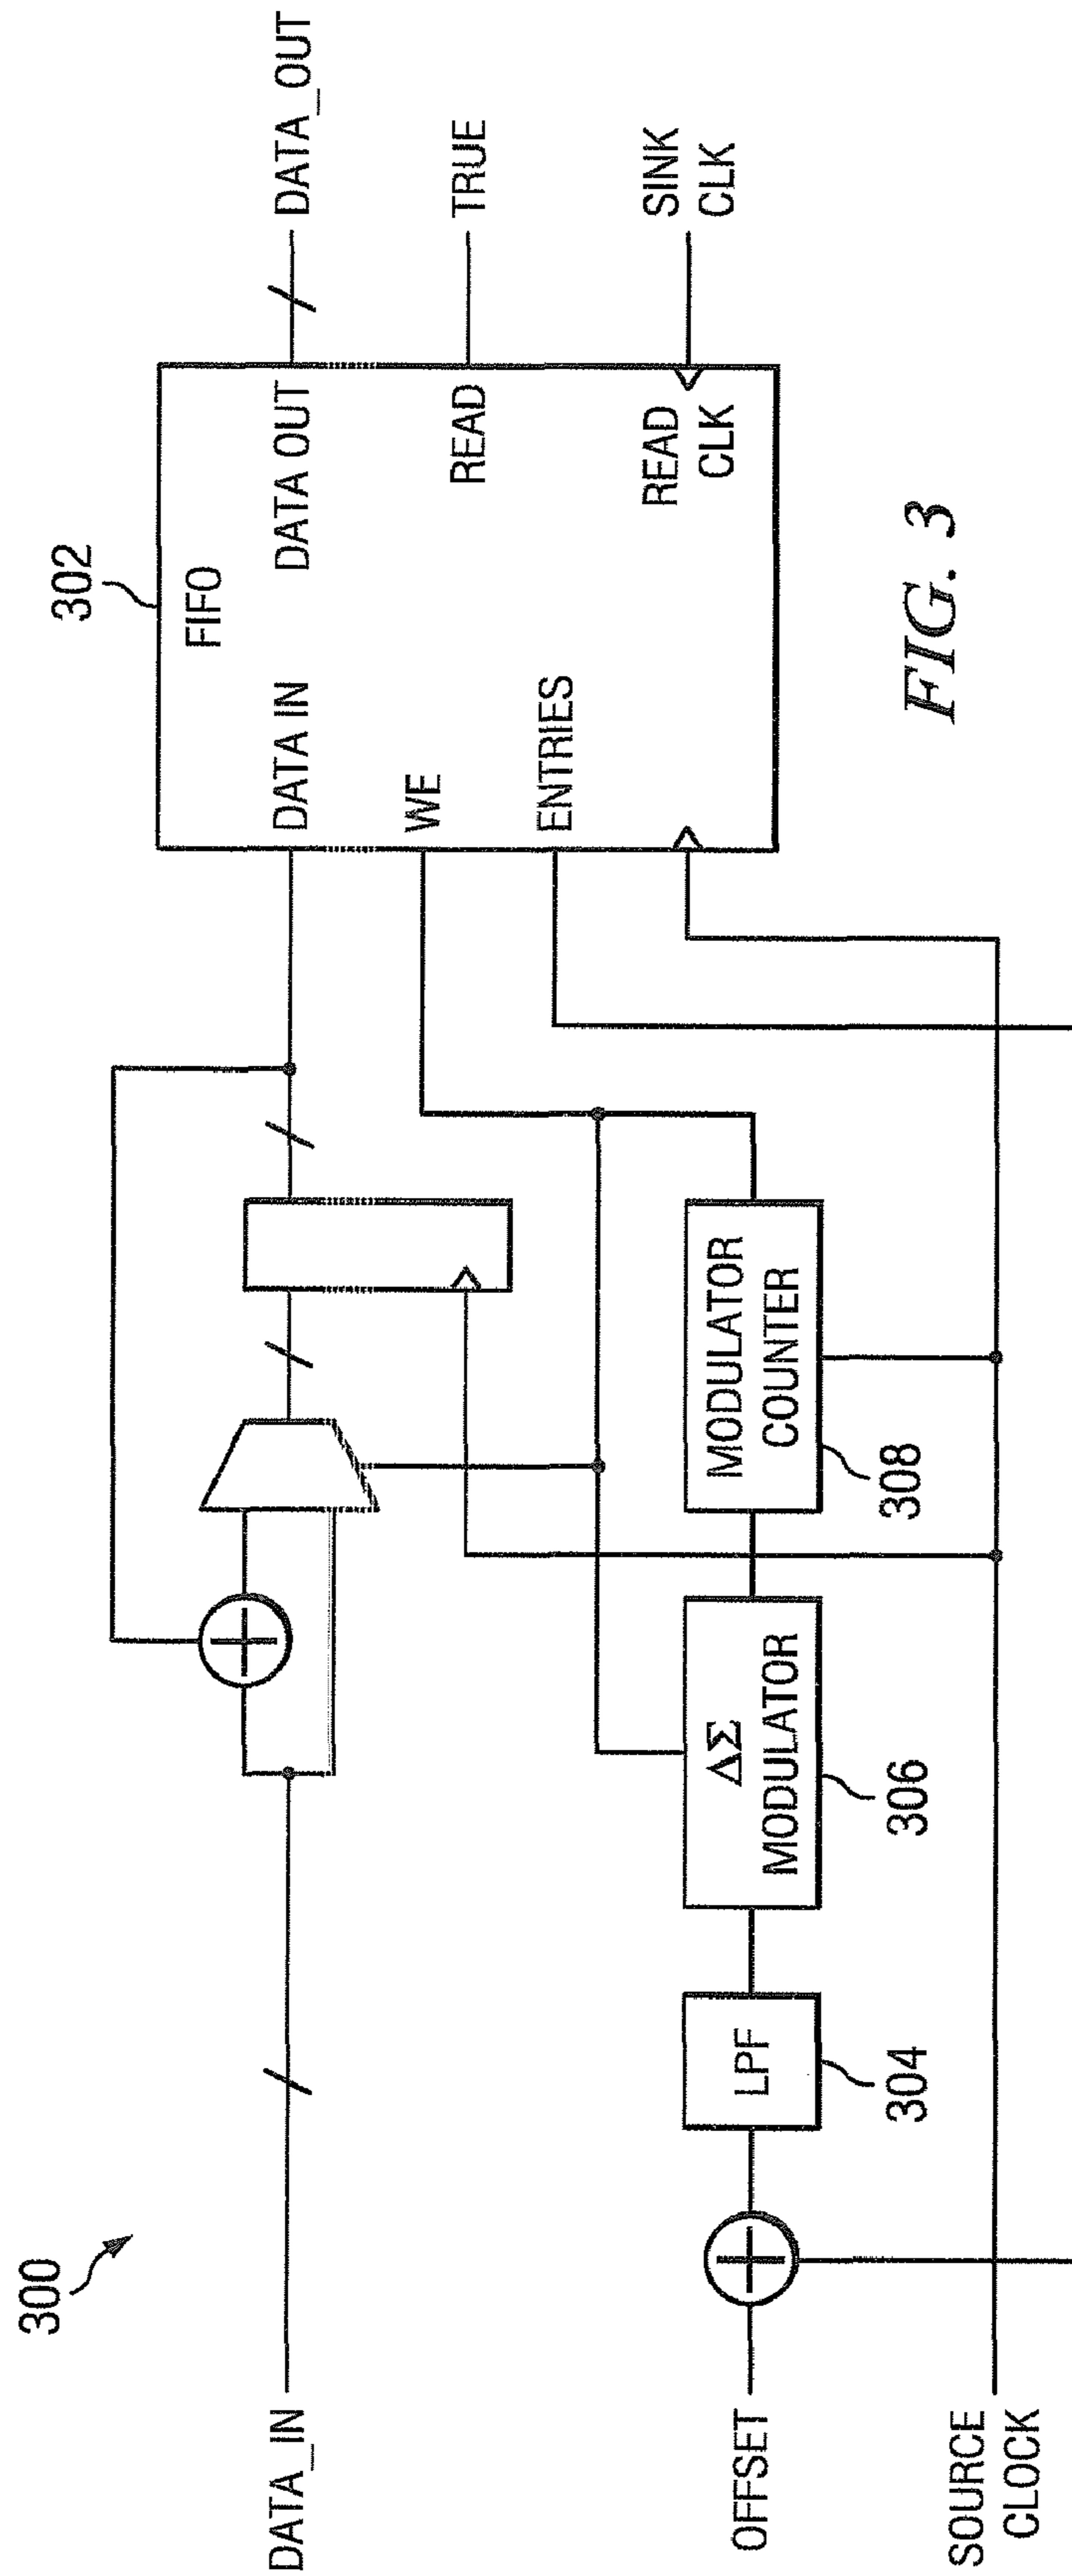 300
302
FIFO
DATA_IN
DATA IN
DATA OUT
DATA_OUT
WE
READ
TRUE
ENTRIES
OFFSET
LPF
304
ΔΣ
MODULATOR
306
MODULATOR
COUNTER
308
READ
CLK
SINK
CLK
SOURCE
CLOCK
FIG. 3